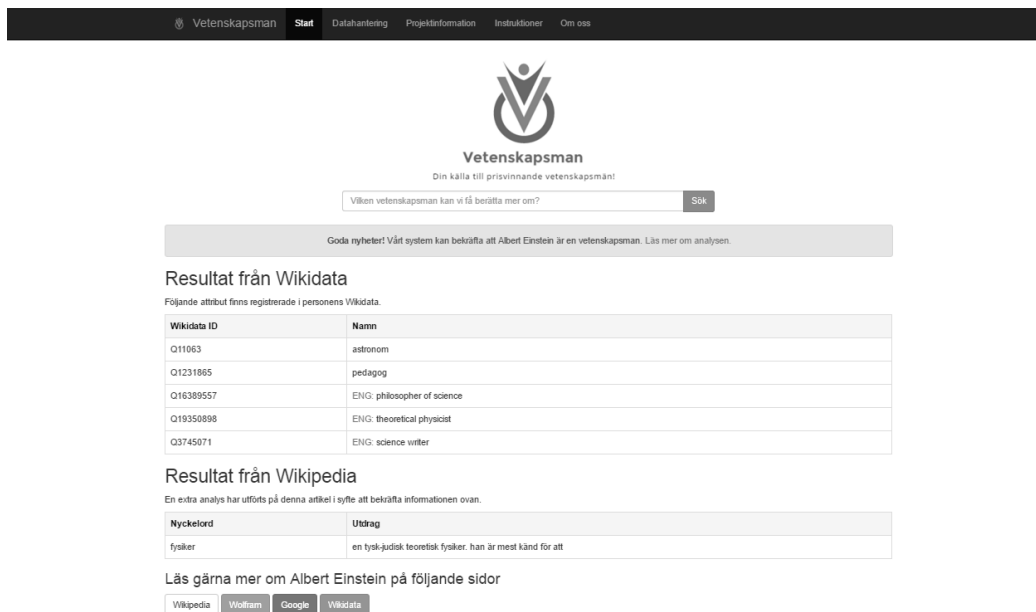 Vetenskapsman Start Datahantering Projektinformation Instruktioner Om oss
Vetenskapsman
Din källa till prisvinnande vetenskapsmän!
Vilken vetenskapsman kan vi få berätta mer om? Sök
Goda nyheter! Vårt system kan bekräfta att Albert Einstein är en vetenskapsman. Läs mer om analysen.
Resultat från Wikidata
Följande attribut finns registrerade i personens Wikidata.
Wikidata ID Namn
Q11063 astronom
Q1231865 pedagog
Q16389557 ENG: philosopher of science
Q19350898 ENG: theoretical physicist
Q3745071 ENG: science writer
Resultat från Wikipedia
En extra analys har utförts på denna artikel i syfte att bekräfta informationen ovan.
Nyckelord Utdrag
fysiker en tysk-judisk teoretisk fysiker. han är mest känd för att
Läs gärna mer om Albert Einstein på följande sidor
Wikipedia Wolfram Google Wikidata